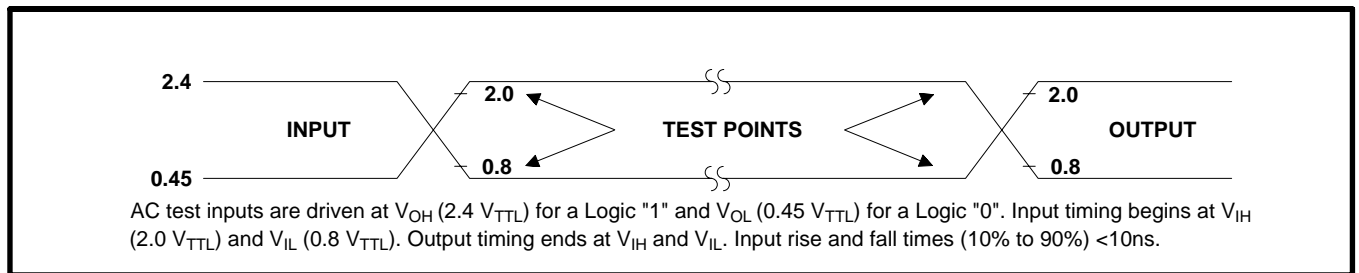 2.4
2.0
2.0
INPUT
TEST POINTS
OUTPUT
0.8
0.8
0.45
AC test inputs are driven at VOH (2.4 VTTL) for a Logic "1" and VOL (0.45 VTTL) for a Logic "0". Input timing begins at VIH
(2.0 VTTL) and VIL (0.8 VTTL). Output timing ends at VIH and VIL. Input rise and fall times (10% to 90%) <10ns.